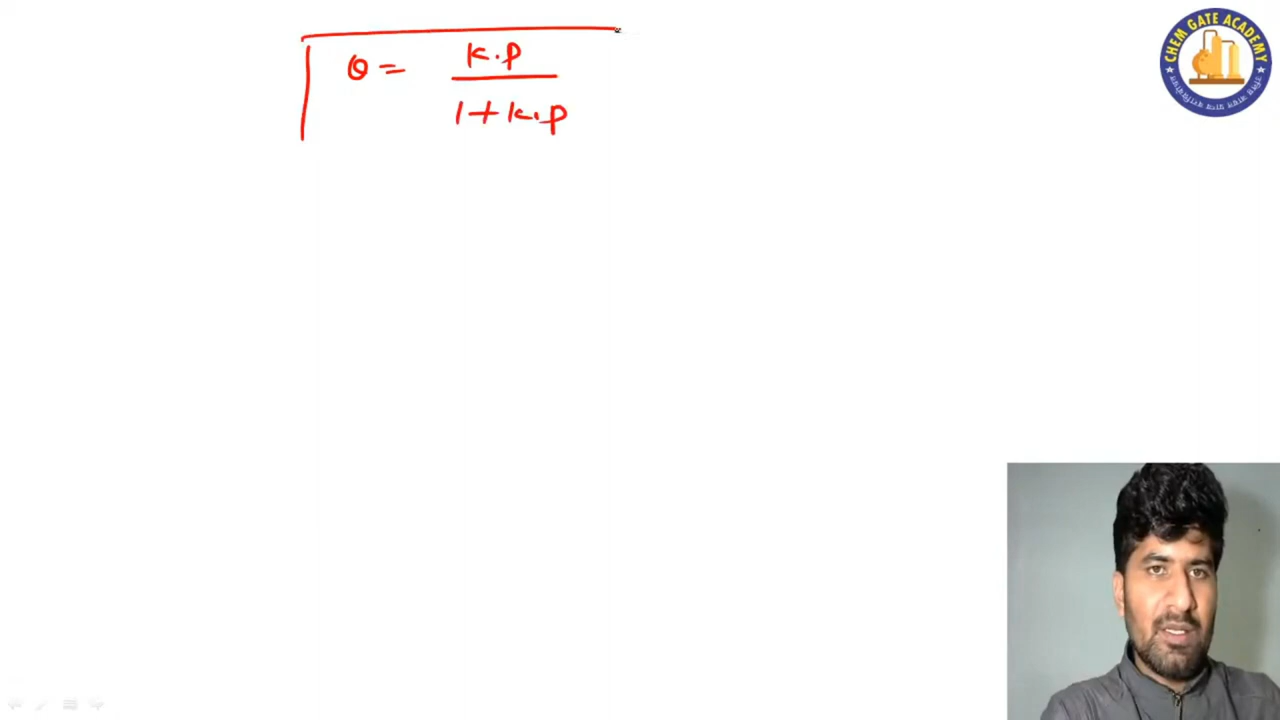 θ = k.p
1+k.p
CHEM GATE ACADEMY